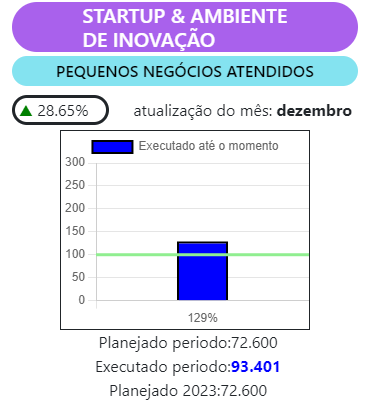 STARTUP & AMBIENTE
DE INOVAÇÃO
PEQUENOS NEGÓCIOS ATENDIDOS
28.65%
atualização do mês: dezembro
Executado até o momento
300
250
200
150
100
50
0
129%
Planejado periodo:72.600
Executado periodo:93.401
Planejado 2023:72.600